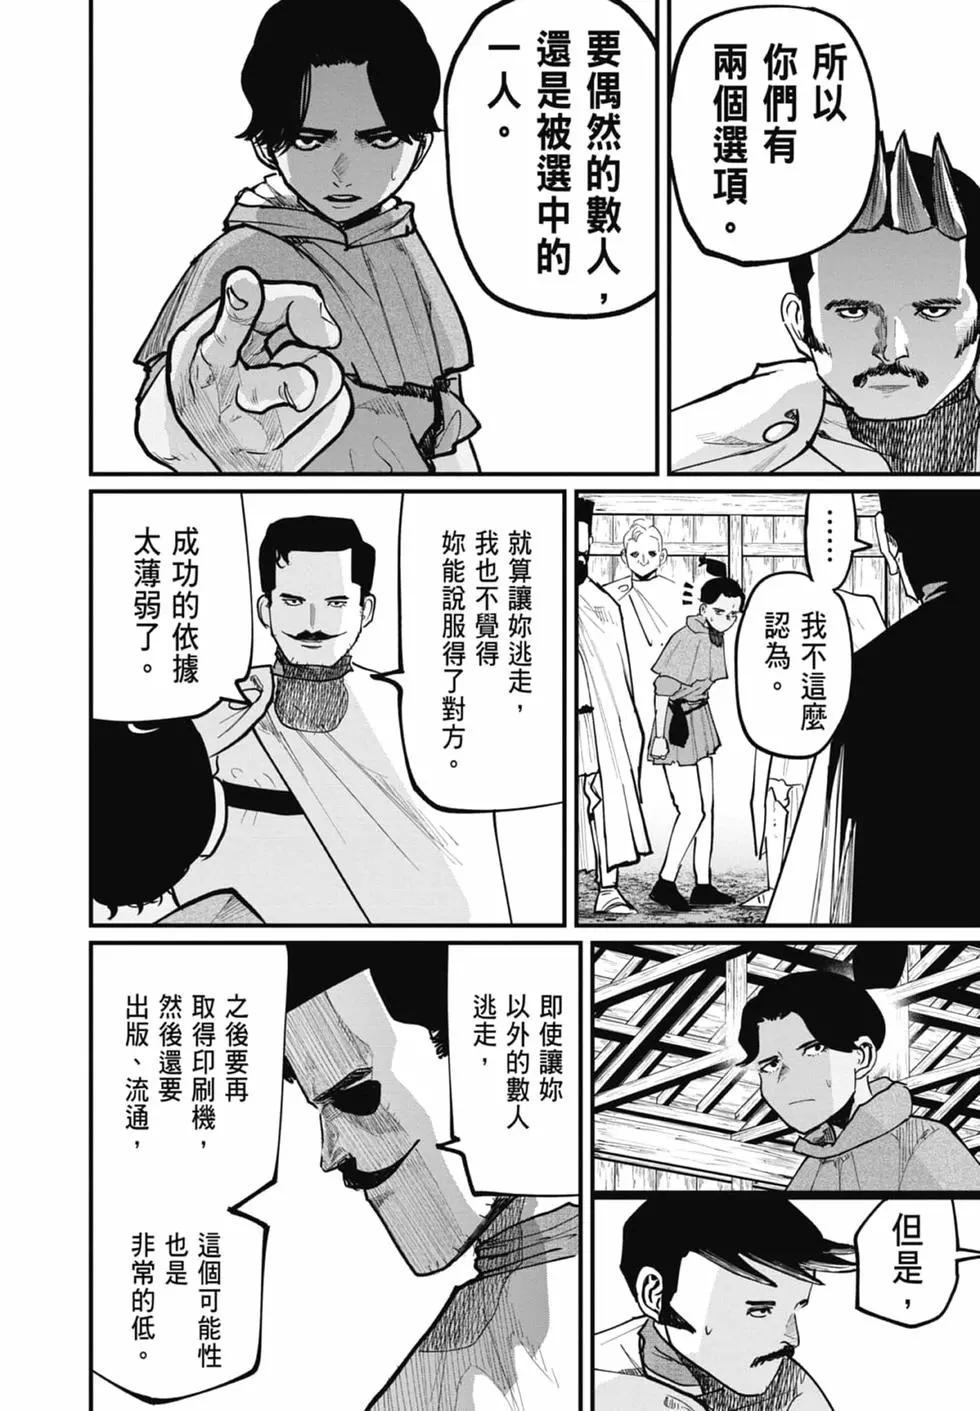 所以
你們有
兩個選項。
要偶然的數人，
還是被選中的
一人。
……
我不這麼
認為。
就算讓妳逃走，
我也不覺得
妳能說服得了對方。
成功的依據
太薄弱了。
但是，
即使讓妳
以外的數人
逃走，
之後要再
取得印刷機，
然後還要
出版、流通，
這個可能性
也是
非常的低。